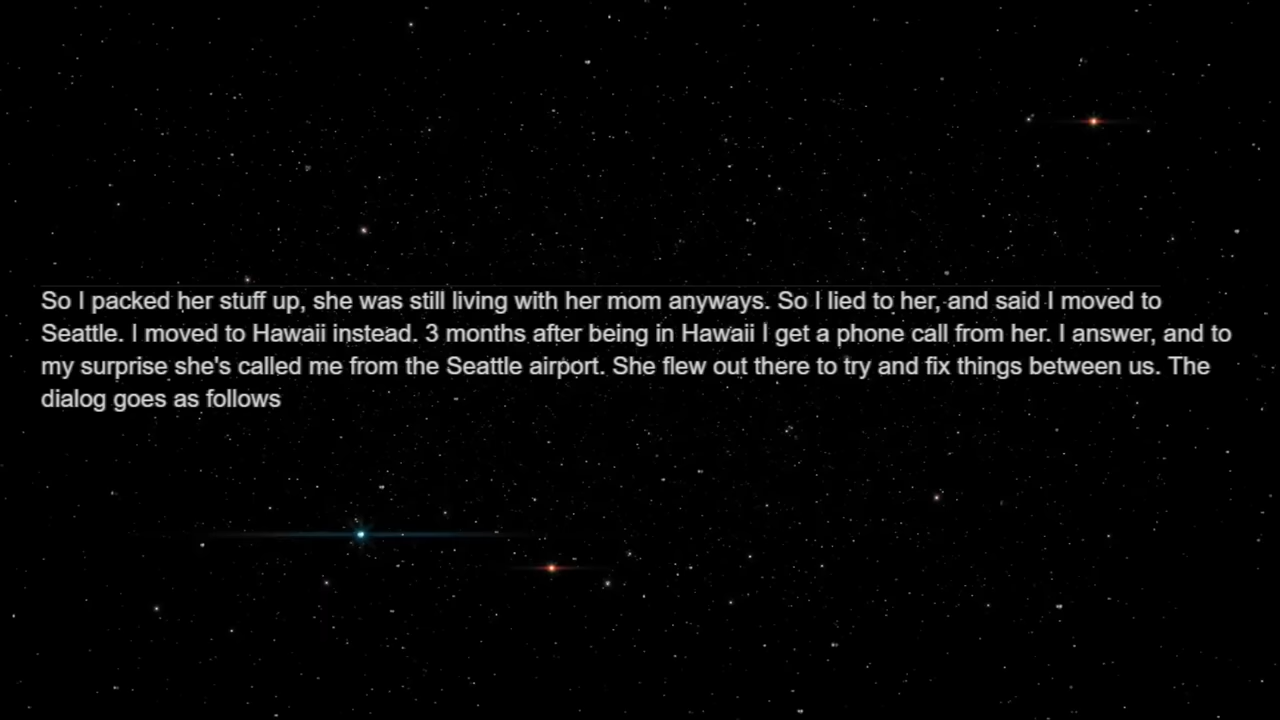 So I packed her stuff up, she was still living with her mom anyways. So I lied to her, and said I moved to
Seattle. I moved to Hawaii instead. 3 months after being in Hawaii I get a phone call from her. I answer, and to
my surprise she's called me from the Seattle airport. She flew out there to try and fix things between us. The
dialog goes as follows